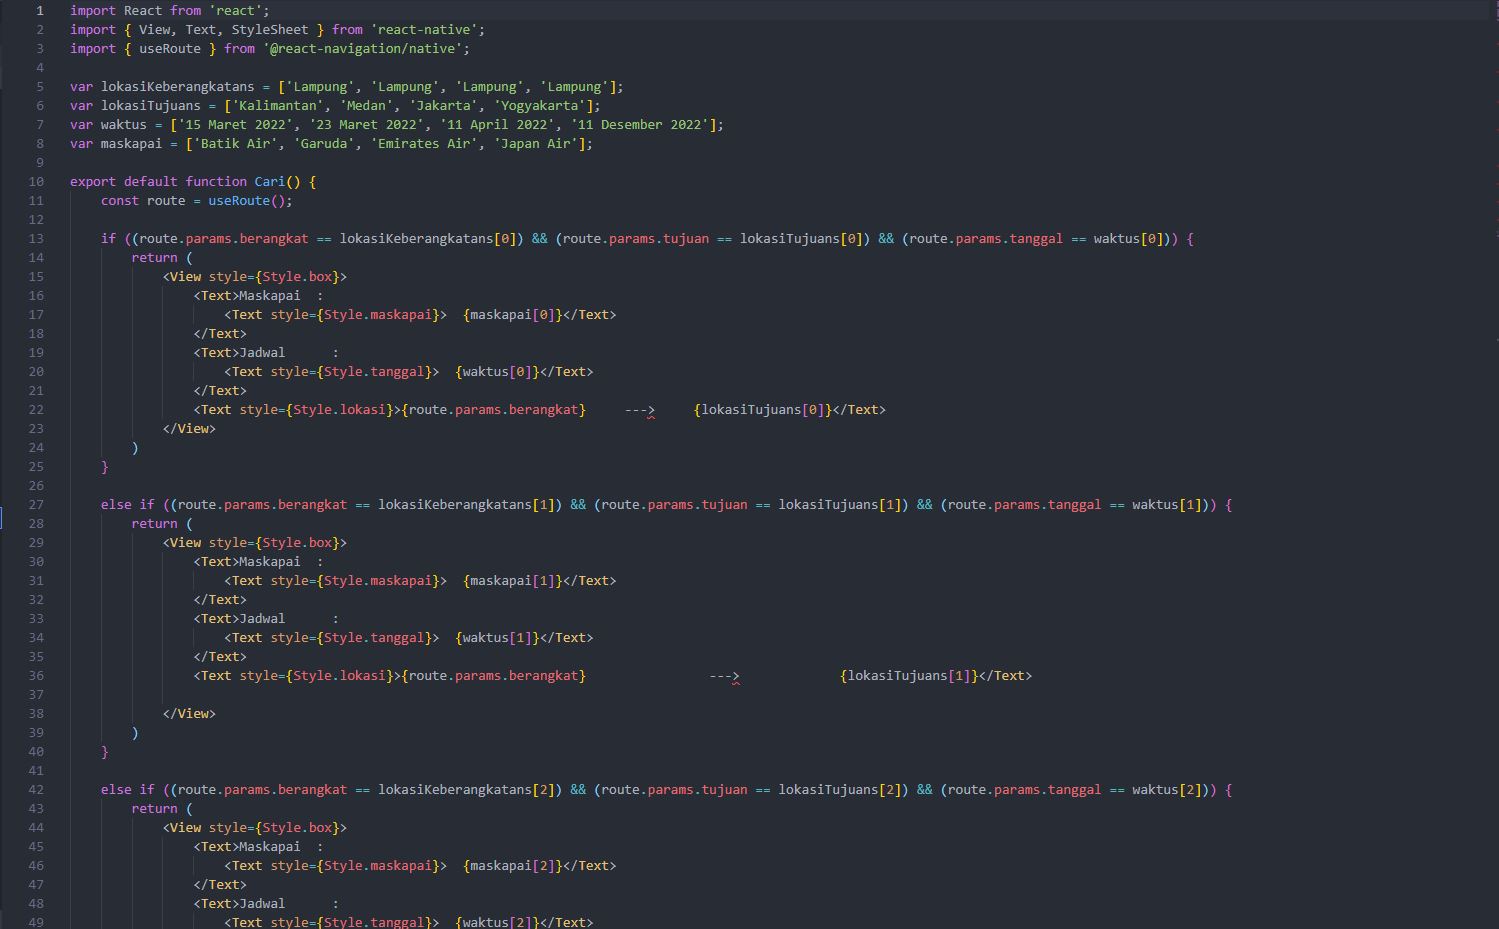 1 import React from 'react';
2 import { View, Text, StyleSheet } from 'react-native';
3 import { useRoute } from '@react-navigation/native';
4
5 var lokasiKeberangkatans = ['Lampung', 'Lampung', 'Lampung', 'Lampung'];
6 var lokasiTujuans = ['Kalimantan', 'Medan', 'Jakarta', 'Yogyakarta'];
7 var waktus = ['15 Maret 2022', '23 Maret 2022', '11 April 2022', '11 Desember 2022'];
8 var maskapai = ['Batik Air', 'Garuda', 'Emirates Air', 'Japan Air'];
9
10 export default function Cari() {
11     const route = useRoute();
12
13     if ((route.params.berangkat == lokasiKeberangkatans[0]) && (route.params.tujuan == lokasiTujuans[0]) && (route.params.tanggal == waktus[0])) {
14         return (
15             <View style={Style.box}>
16                 <Text>Maskapai  :
17                     <Text style={Style.maskapai}>  {maskapai[0]}</Text>
18                 </Text>
19                 <Text>Jadwal      :
20                     <Text style={Style.tanggal}>  {waktus[0]}</Text>
21                 </Text>
22                 <Text style={Style.lokasi}>{route.params.berangkat}     --->     {lokasiTujuans[0]}</Text>
23             </View>
24         )
25     }
26
27     else if ((route.params.berangkat == lokasiKeberangkatans[1]) && (route.params.tujuan == lokasiTujuans[1]) && (route.params.tanggal == waktus[1])) {
28         return (
29             <View style={Style.box}>
30                 <Text>Maskapai  :
31                     <Text style={Style.maskapai}>  {maskapai[1]}</Text>
32                 </Text>
33                 <Text>Jadwal      :
34                     <Text style={Style.tanggal}>  {waktus[1]}</Text>
35                 </Text>
36                 <Text style={Style.lokasi}>{route.params.berangkat}                --->             {lokasiTujuans[1]}</Text>
37
38             </View>
39         )
40     }
41
42     else if ((route.params.berangkat == lokasiKeberangkatans[2]) && (route.params.tujuan == lokasiTujuans[2]) && (route.params.tanggal == waktus[2])) {
43         return (
44             <View style={Style.box}>
45                 <Text>Maskapai  :
46                     <Text style={Style.maskapai}>  {maskapai[2]}</Text>
47                 </Text>
48                 <Text>Jadwal      :
49                     <Text style={Style.tanggal}>  {waktus[2]}</Text>